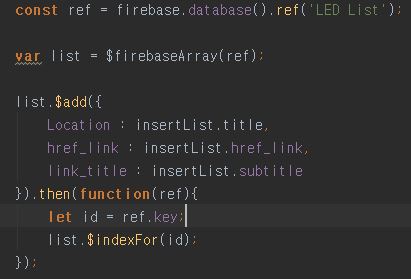 const ref = firebase.database().ref('LED List');
var list = $firebaseArray(ref);
list.$add({
Location : insertList.title,
href_link : insertList.href_link,
link_title : insertList.subtitle
}).then(function(ref){
let id = ref.key;
list.$indexFor(id);
});